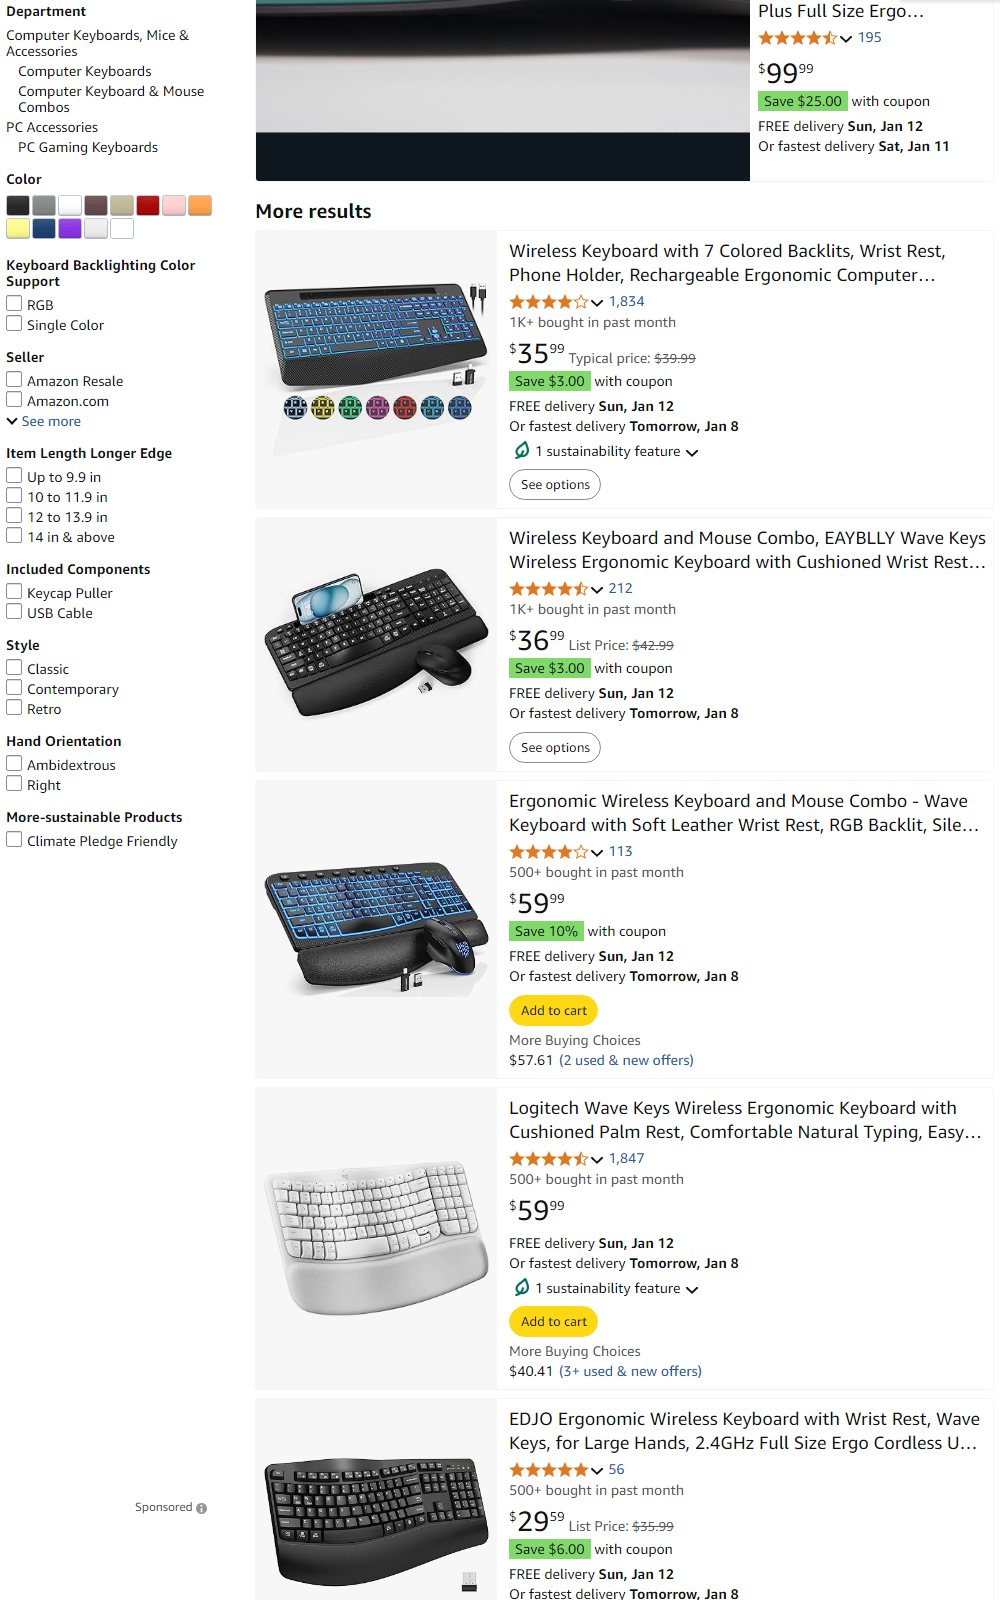 Department
Computer Keyboards, Mice &
Accessories
Computer Keyboards
Computer Keyboard & Mouse
Combos
PC Accessories
PC Gaming Keyboards
Color
Keyboard Backlighting Color
Support
RGB
Single Color
Seller
Amazon Resale
Amazon.com
See more
Item Length Longer Edge
Up to 9.9 in
10 to 11.9 in
12 to 13.9 in
14 in & above
Included Components
Keycap Puller
USB Cable
Style
Classic
Contemporary
Retro
Hand Orientation
Ambidextrous
Right
More-sustainable Products
Climate Pledge Friendly
Sponsored
Plus Full Size Ergo…
195
$99.99
Save $25.00 with coupon
FREE delivery Sun, Jan 12
Or fastest delivery Sat, Jan 11
More results
Wireless Keyboard with 7 Colored Backlits, Wrist Rest,
Phone Holder, Rechargeable Ergonomic Computer…
1,834
1K+ bought in past month
$35.99 Typical price: $39.99
Save $3.00 with coupon
FREE delivery Sun, Jan 12
Or fastest delivery Tomorrow, Jan 8
1 sustainability feature
See options
Wireless Keyboard and Mouse Combo, EAYBLLY Wave Keys
Wireless Ergonomic Keyboard with Cushioned Wrist Rest…
212
1K+ bought in past month
$36.99 List Price: $42.99
Save $3.00 with coupon
FREE delivery Sun, Jan 12
Or fastest delivery Tomorrow, Jan 8
See options
Ergonomic Wireless Keyboard and Mouse Combo - Wave
Keyboard with Soft Leather Wrist Rest, RGB Backlit, Sile…
113
500+ bought in past month
$59.99
Save 10% with coupon
FREE delivery Sun, Jan 12
Or fastest delivery Tomorrow, Jan 8
Add to cart
More Buying Choices
$57.61 (2 used & new offers)
Logitech Wave Keys Wireless Ergonomic Keyboard with
Cushioned Palm Rest, Comfortable Natural Typing, Easy…
1,847
500+ bought in past month
$59.99
FREE delivery Sun, Jan 12
Or fastest delivery Tomorrow, Jan 8
1 sustainability feature
Add to cart
More Buying Choices
$40.41 (3+ used & new offers)
EDJO Ergonomic Wireless Keyboard with Wrist Rest, Wave
Keys, for Large Hands, 2.4GHz Full Size Ergo Cordless U…
56
500+ bought in past month
$29.59 List Price: $35.99
Save $6.00 with coupon
FREE delivery Sun, Jan 12
Or fastest delivery Tomorrow, Jan 8